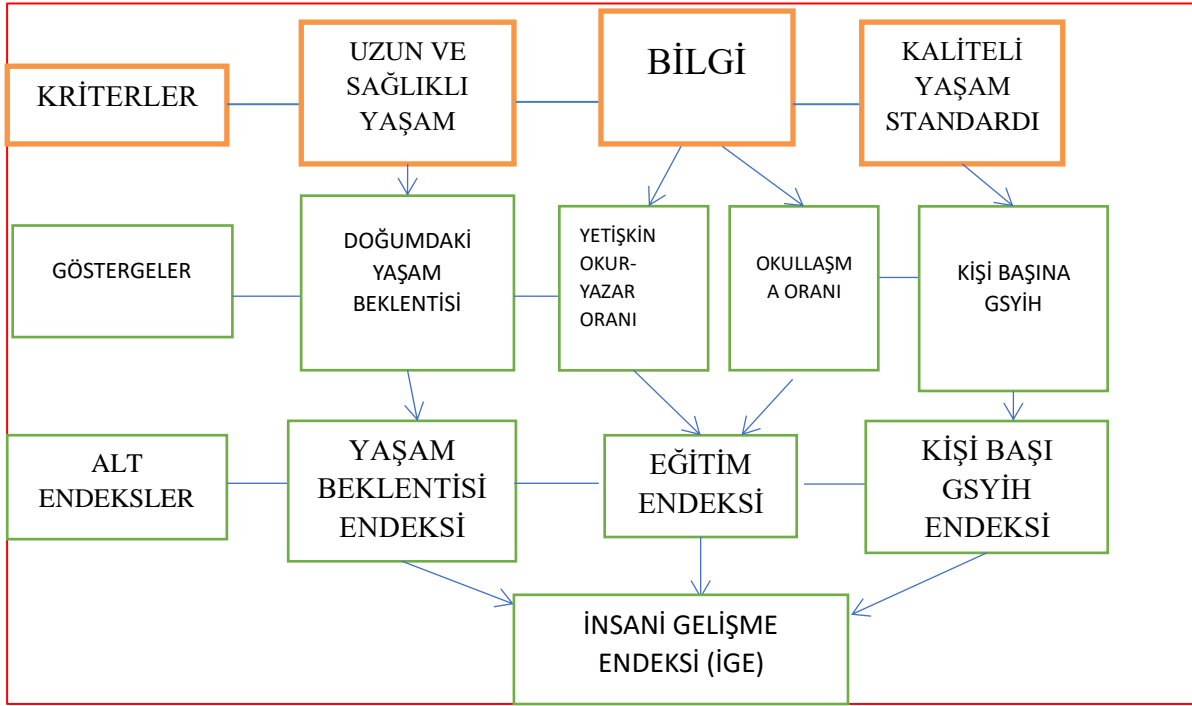 KRİTERLER
UZUN VE
SAĞLIKLI
YAŞAM
BİLGİ
KALİTELİ
YAŞAM
STANDARDI
GÖSTERGELER
DOĞUMDAKİ
YAŞAM
BEKLENTİSİ
YETİŞKİN
OKUR-
YAZAR
ORANI
OKULLAŞM
A ORANI
KİŞİ BAŞINA
GSYİH
ALT
ENDEKSLER
YAŞAM
BEKLENTİSİ
ENDEKSİ
EĞİTİM
ENDEKSİ
KİŞİ BAŞI
GSYİH
ENDEKSİ
İNSANİ GELİŞME
ENDEKSİ (İGE)